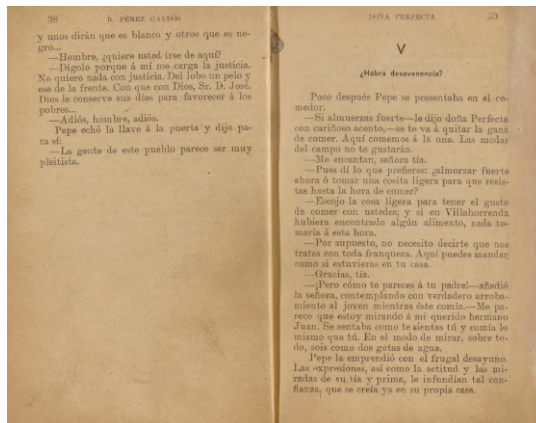 38 B. PÉREZ GALDÓS
y unos dirán que es blanco y otros que es ne-
gro...
—Hombre, ¿quiere usted irse de aquí?
—Dígolo porque á mí me carga la justicia.
No quiero nada con justicia. Del lobo un pelo y
ese de la frente. Con que con Dios, Sr. D. José.
Dios le conserve sus días para favorecer á los
pobres...
—Adiós, hombre, adiós.
Pepe echó la llave á la puerta y dijo pa-
ra sí:
—La gente de este pueblo parece ser muy
pleitista.
DOÑA PERFECTA 39
V
¿Habrá desavenencia?
Poco después Pepe se presentaba en el co-
medor.
—Si almuerzas fuerte—le dijo doña Perfecta
con cariñoso acento,—se te va á quitar la gana
de comer. Aquí comemos á la una. Las modas
del campo no te gustarán.
—Me encantan, señora tía.
—Pues di lo que prefieres: ¿almorzar fuerte
ahora ó tomar una cosita ligera para que resis-
tas hasta la hora de comer?
—Escojo la cosa ligera para tener el gusto
de comer con ustedes; y si en Villahorrenda
hubiera encontrado algún alimento, nada to-
maría á esta hora.
—Por supuesto, no necesito decirte que nos
trates con toda franqueza. Aquí puedes mandar
como si estuvieras en tu casa.
—Gracias, tía.
—¡Pero cómo te pareces á tu padre!—añadió
la señora, contemplando con verdadero arroba-
miento al joven mientras éste comía.—Me pa-
rece que estoy mirando á mi querido hermano
Juan. Se sentaba como te sientas tú y comía lo
mismo que tú. En el modo de mirar, sobre to-
do, sois como dos gotas de agua.
Pepe la emprendió con el frugal desayuno.
Las expresiones, así como la actitud y las mi-
radas de su tía y prima, le infundían tal con-
fianza, que se creía ya en su propia casa.